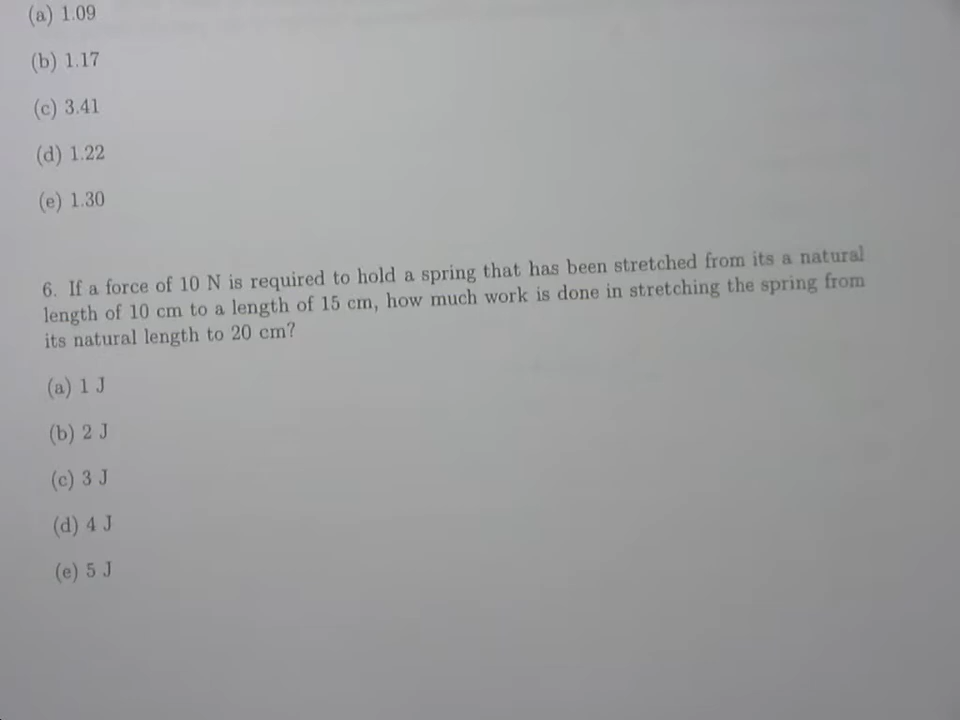 (a) 1.09
(b) 1.17
(c) 3.41
(d) 1.22
(e) 1.30
6. If a force of 10 N is required to hold a spring that has been stretched from its a natural
length of 10 cm to a length of 15 cm, how much work is done in stretching the spring from
its natural length to 20 cm?
(a) 1 J
(b) 2 J
(c) 3 J
(d) 4 J
(e) 5 J